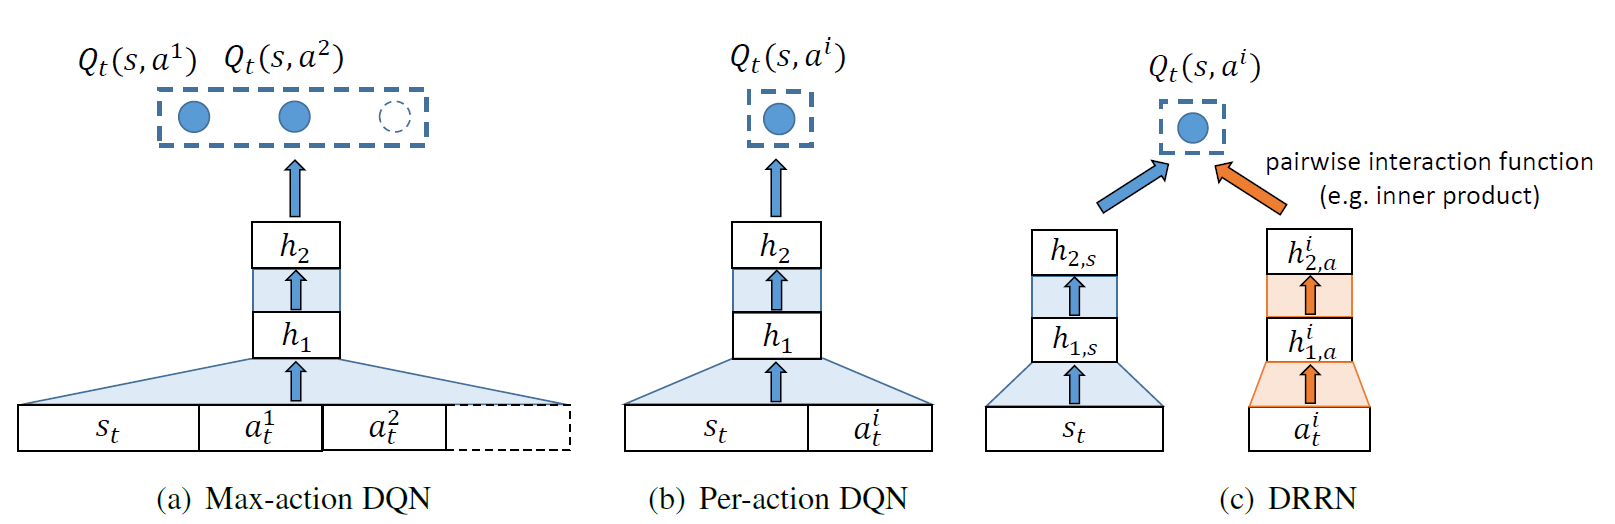 Q_t(s, a^1) Q_t(s, a^2)
h_2
h_1
s_t a_t^1 a_t^2
(a) Max-action DQN
Q_t(s, a^i)
h_2
h_1
s_t a_t^i
(b) Per-action DQN
Q_t(s, a^i)
pairwise interaction function
(e.g. inner product)
h_{2,s} h_{2,a}^i
h_{1,s} h_{1,a}^i
s_t a_t^i
(c) DRRN